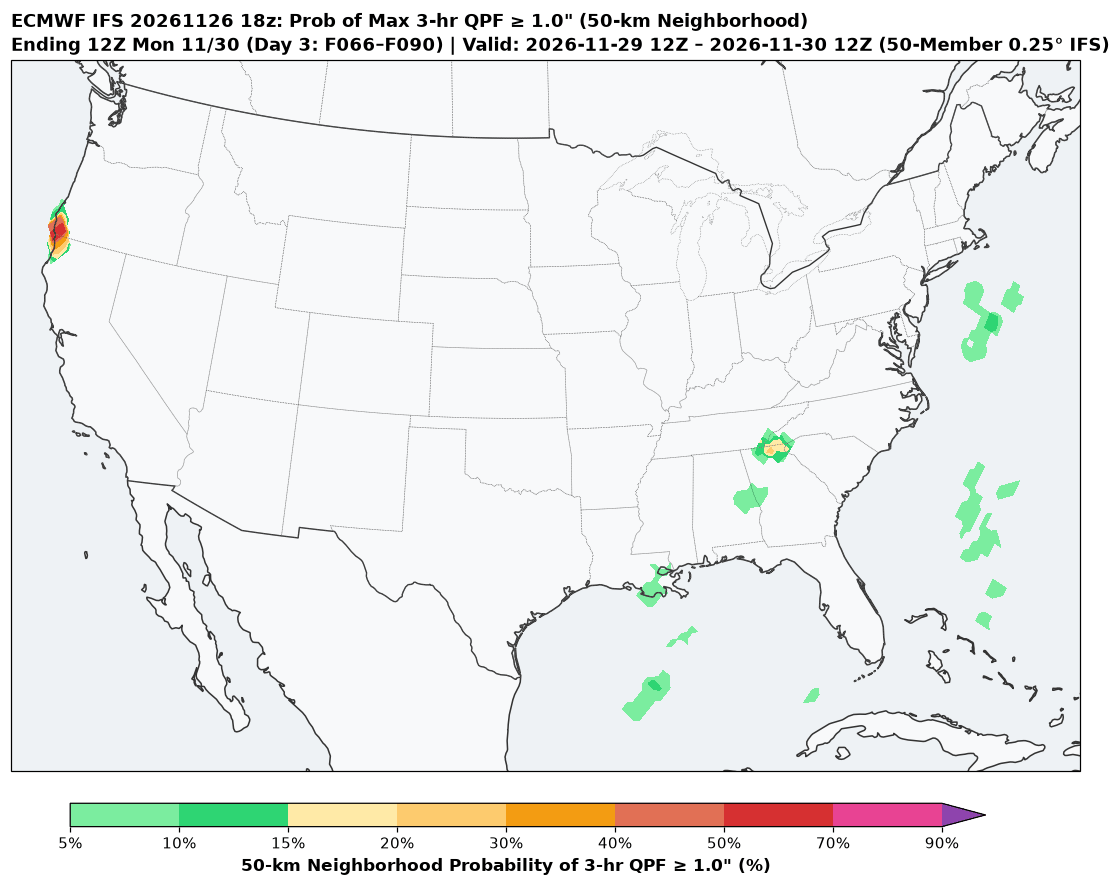 ECMWF IFS 20261126 18z: Prob of Max 3-hr QPF ≥ 1.0" (50-km Neighborhood)
Ending 12Z Mon 11/30 (Day 3: F066–F090) | Valid: 2026-11-29 12Z – 2026-11-30 12Z (50-Member 0.25° IFS)
5% 10% 15% 20% 30% 40% 50% 70% 90%
50-km Neighborhood Probability of 3-hr QPF ≥ 1.0" (%)